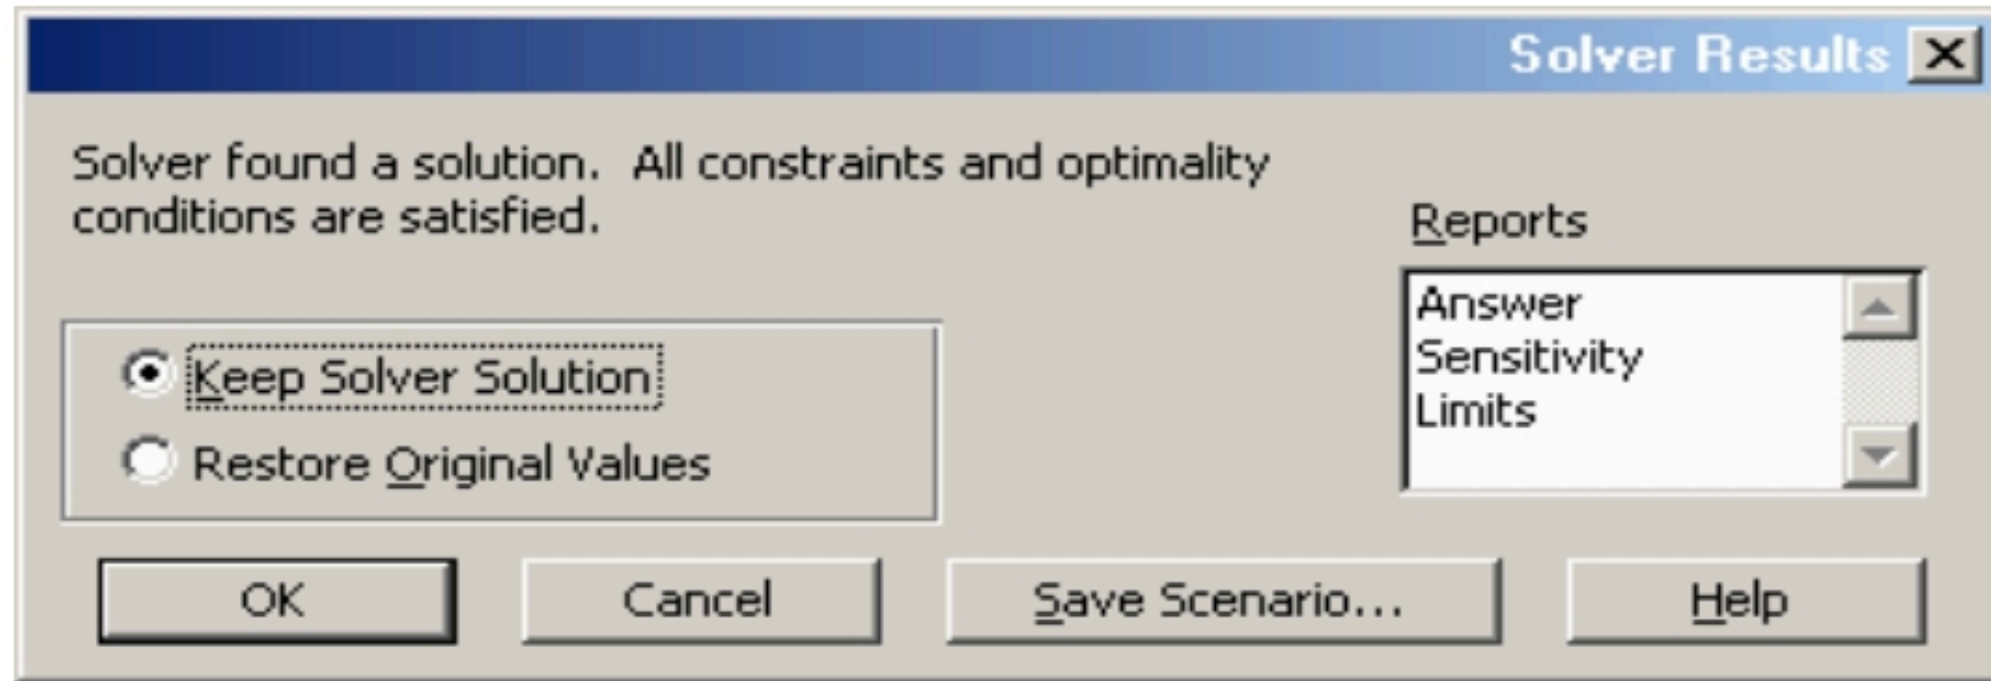 Solver Results
Solver found a solution.  All constraints and optimality
conditions are satisfied.
Reports
Answer
Sensitivity
Limits
Keep Solver Solution
Restore Original Values
OK
Cancel
Save Scenario...
Help